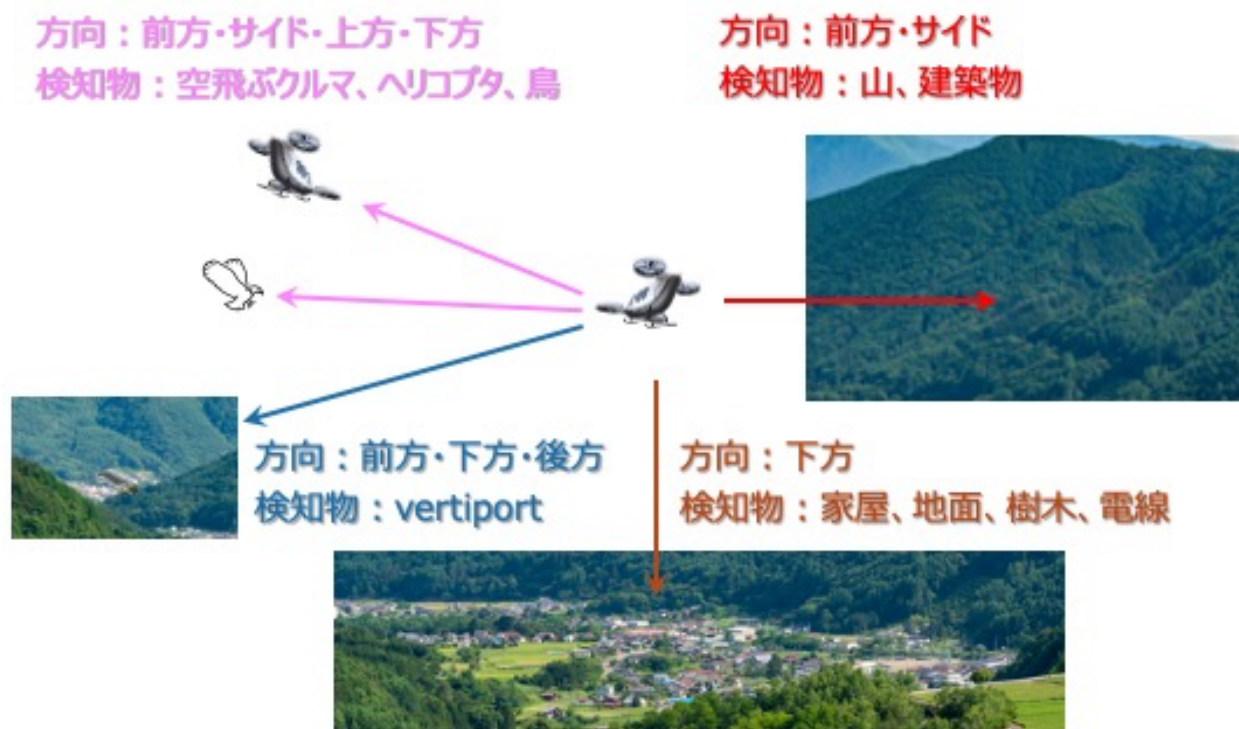 方向：前方･サイド･上方･下方
検知物：空飛ぶクルマ、ヘリコプタ、鳥
方向：前方･サイド
検知物：山、建築物
方向：前方･下方･後方
検知物：vertiport
方向：下方
検知物：家屋、地面、樹木、電線